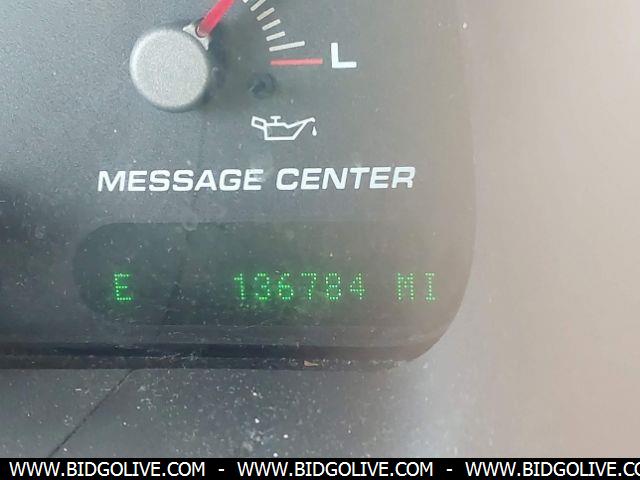 L
MESSAGE CENTER
E 136784 MI
WWW.BIDGOLIVE.COM - WWW.BIDGOLIVE.COM - WWW.BIDGOLIVE.CO